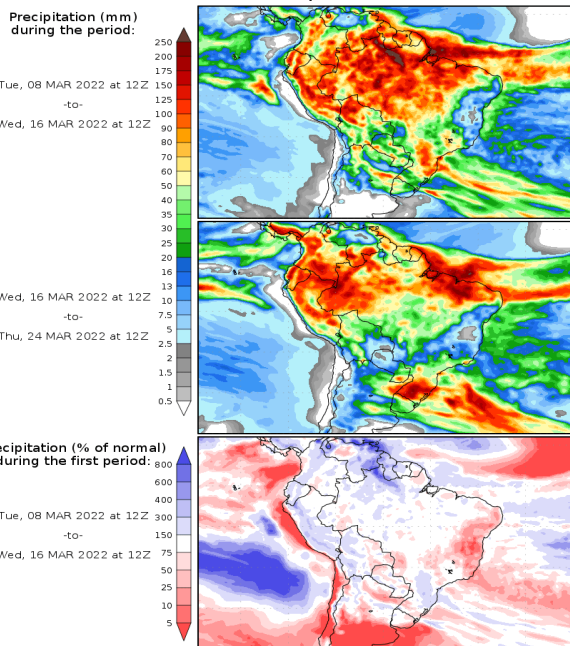 Precipitation (mm)
during the period:
Tue, 08 MAR 2022 at 12Z
-to-
Wed, 16 MAR 2022 at 12Z
250
200
175
150
125
100
90
80
70
60
50
40
35
30
25
20
16
13
10
7.5
5
2.5
2
1.5
1
0.5
Wed, 16 MAR 2022 at 12Z
-to-
Thu, 24 MAR 2022 at 12Z
ecipitation (% of normal)
during the first period:
Tue, 08 MAR 2022 at 12Z
-to-
Wed, 16 MAR 2022 at 12Z
800
600
400
300
150
75
50
25
10
5